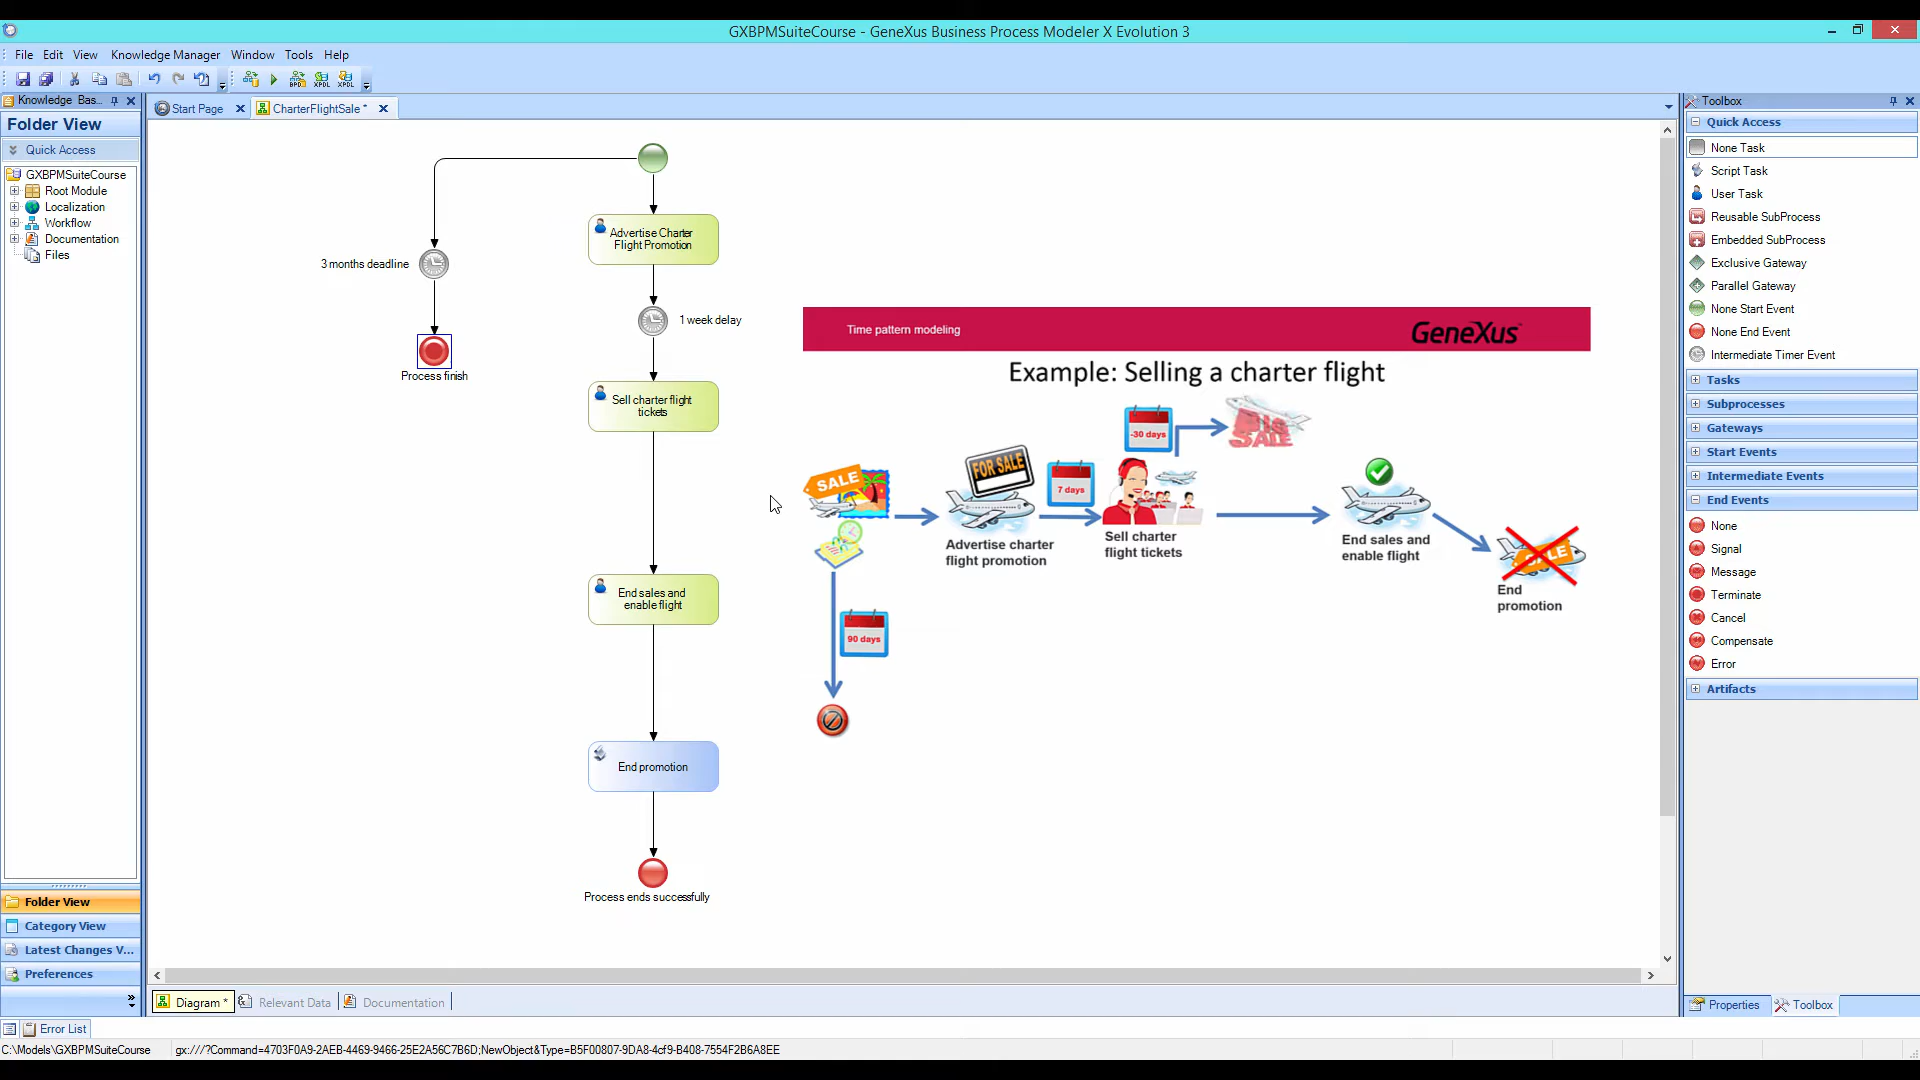 GXBPMSuiteCourse - GeneXus Business Process Modeler X Evolution 3
File Edit View Knowledge Manager Window Tools Help
Knowledge Bas...
Folder View
Quick Access
GXBPMSuiteCourse
Root Module
Localization
Workflow
Documentation
Files
Folder View
Category View
Latest Changes V...
Preferences
Start Page
CharterFlightSale *
Advertise Charter
Flight Promotion
3 months deadline
1 week delay
Process finish
Sell charter flight
tickets
End sales and
enable flight
End promotion
Process ends successfully
Time pattern modeling
GeneXus
Example: Selling a charter flight
-30 days
SALE
SALE
FOR SALE
7 days
Advertise charter
flight promotion
Sell charter
flight tickets
End sales and
enable flight
End
promotion
90 days
Diagram *
Relevant Data
Documentation
Toolbox
Quick Access
None Task
Script Task
User Task
Reusable SubProcess
Embedded SubProcess
Exclusive Gateway
Parallel Gateway
None Start Event
None End Event
Intermediate Timer Event
Tasks
Subprocesses
Gateways
Start Events
Intermediate Events
End Events
None
Signal
Message
Terminate
Cancel
Compensate
Error
Artifacts
Properties
Toolbox
Error List
C:\Models\GXBPMSuiteCourse
gx:///?Command=4703F0A9-2AEB-4469-9466-25E2A56C7B6D;NewObject&Type=B5F00807-9DA8-4cf9-B408-7554F2B6A8EE